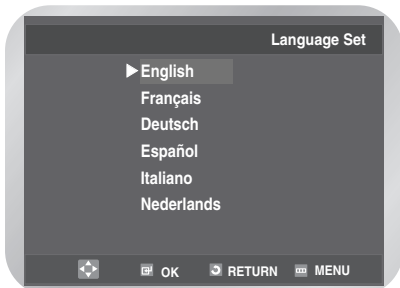 Language Set
English
Français
Deutsch
Español
Italiano
Nederlands
OK RETURN MENU